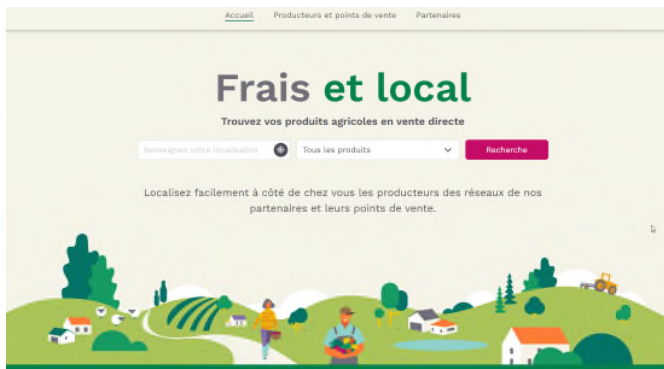 Accueil Producteurs et points de vente Partenaires
Frais et local
Trouvez vos produits agricoles en vente directe
Renseignez votre localisation Tous les produits Recherche
Localisez facilement à côté de chez vous les producteurs des réseaux de nos
partenaires et leurs points de vente.